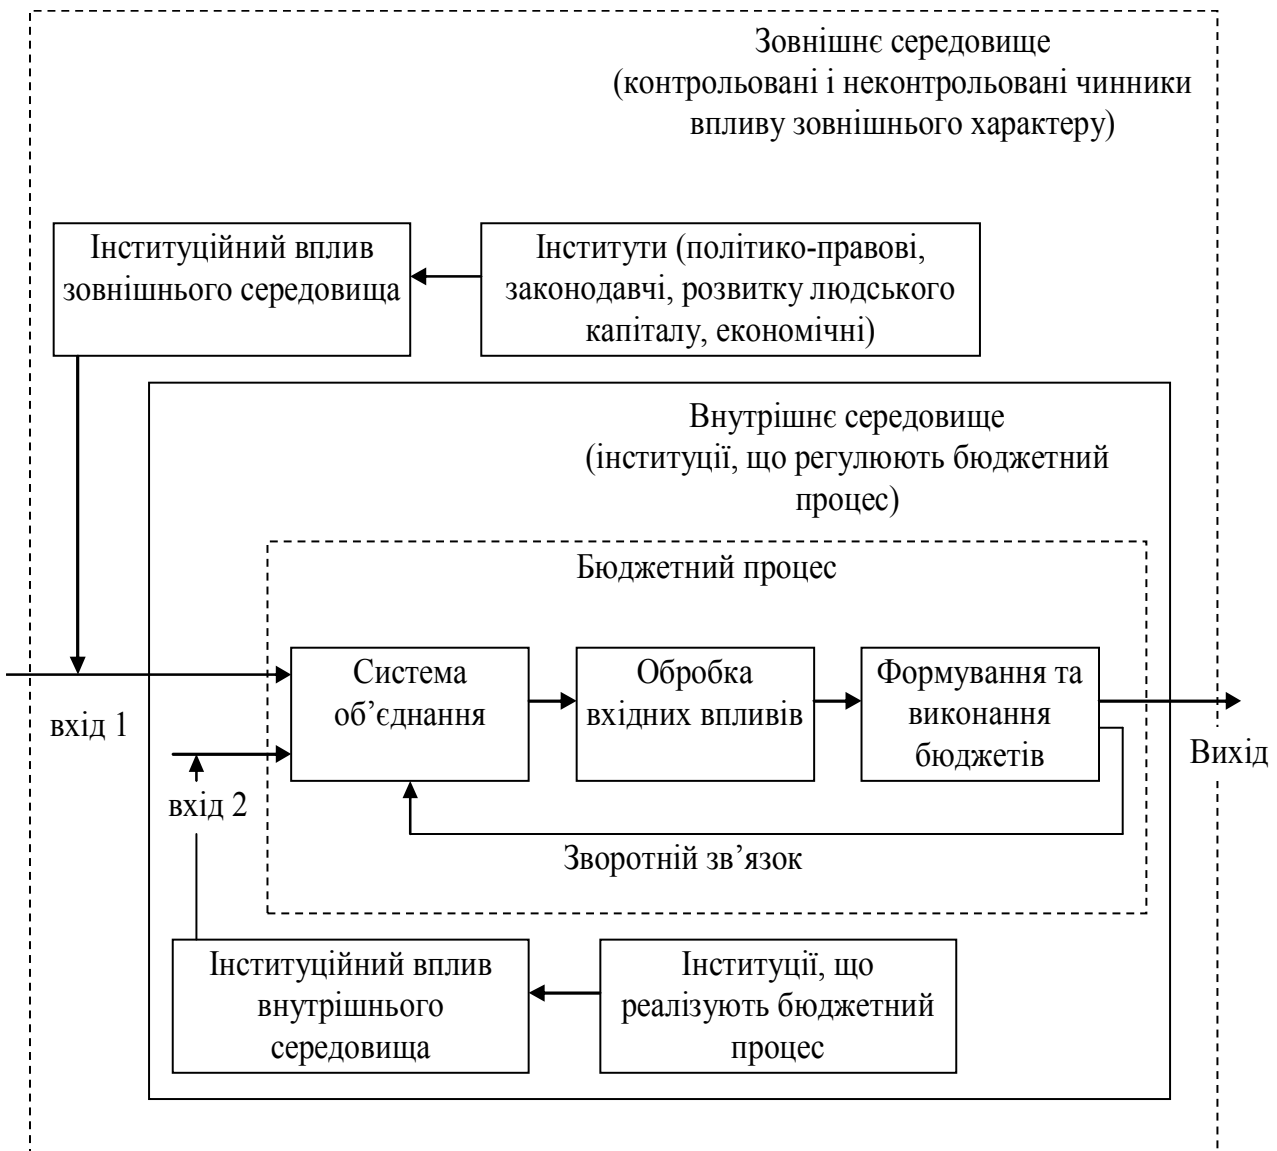 Зовнішнє середовище
(контрольовані і неконтрольовані чинники
впливу зовнішнього характеру)
Інституційний вплив
зовнішнього середовища
Інститути (політико-правові,
законодавчі, розвитку людського
капіталу, економічні)
Внутрішнє середовище
(інституції, що регулюють бюджетний
процес)
Бюджетний процес
Система
об’єднання
Обробка
вхідних впливів
Формування та
виконання
бюджетів
вхід 1
Вихід
вхід 2
Зворотній зв’язок
Інституційний вплив
внутрішнього
середовища
Інституції, що
реалізують бюджетний
процес